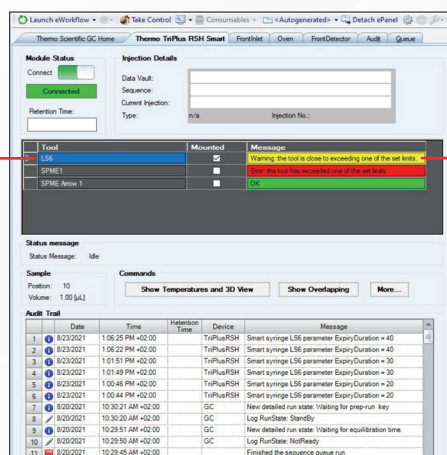 Launch eWorkflow Take Control Consumables <Autogenerated> Detach ePanel
Thermo Scientific GC Home Thermo TriPlus RSH Smart FrontInlet Oven FrontDetector Audit Queue
Module Status
Connect
Connected
Retention Time:
Injection Details
Data Vault:
Sequence:
Current Injection:
Type: n/a Injection No.:
Tool Mounted Message
LS6 Warning: the tool is close to exceeding one of the set limits.
SPME1 Error: the tool has exceeded one of the set limits
SPME Arrow 1 OK
Status message
Status Message: Idle
Sample
Position: 10
Volume: 1.00 [µL]
Commands
Show Temperatures and 3D View Show Overlapping More...
Audit Trail
Date Time Retention Time Device Message
1 8/23/2021 1:06:25 PM +02:00 TriPlusRSH Smart syringe LS6 parameter ExpiryDuration = 40
2 8/23/2021 1:06:22 PM +02:00 TriPlusRSH Smart syringe LS6 parameter ExpiryDuration = 40
3 8/23/2021 1:01:51 PM +02:00 TriPlusRSH Smart syringe LS6 parameter ExpiryDuration = 30
4 8/23/2021 1:01:49 PM +02:00 TriPlusRSH Smart syringe LS6 parameter ExpiryDuration = 30
5 8/23/2021 1:00:46 PM +02:00 TriPlusRSH Smart syringe LS6 parameter ExpiryDuration = 20
6 8/23/2021 1:00:44 PM +02:00 TriPlusRSH Smart syringe LS6 parameter ExpiryDuration = 20
7 8/20/2021 10:30:21 AM +02:00 GC New detailed run state: Waiting for prep-run key
8 8/20/2021 10:30:20 AM +02:00 GC Log RunState: StandBy
9 8/20/2021 10:29:51 AM +02:00 GC New detailed run state: Waiting for equilibration time.
10 8/20/2021 10:29:50 AM +02:00 GC Log RunState: NotReady
11 8/20/2021 10:29:45 AM +02:00 Finished the sequence queue run.